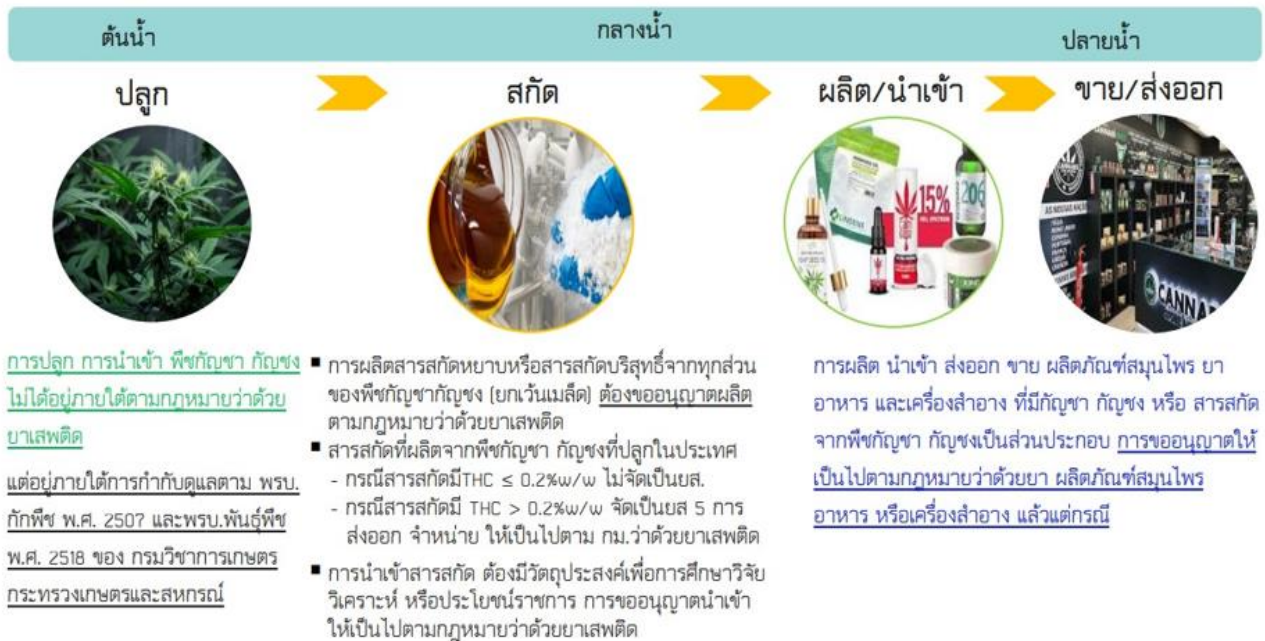 ต้นน้ำ
กลางน้ำ
ปลายน้ำ
ปลูก
สกัด
ผลิต/นำเข้า
ขาย/ส่งออก
15%
206
CANNA
การปลูก การนำเข้า พืชกัญชา กัญชง
ไม่ได้อยู่ภายใต้ตามกฎหมายว่าด้วย
ยาเสพติด
แต่อยู่ภายใต้การกำกับดูแลตาม พรบ.
กักพืช พ.ศ. 2507 และพรบ.พันธุ์พืช
พ.ศ. 2518 ของ กรมวิชาการเกษตร
กระทรวงเกษตรและสหกรณ์
▪ การผลิตสารสกัดหยาบหรือสารสกัดบริสุทธิ์จากทุกส่วน
ของพืชกัญชากัญชง (ยกเว้นเมล็ด) ต้องขออนุญาตผลิต
ตามกฎหมายว่าด้วยยาเสพติด
▪ สารสกัดที่ผลิตจากพืชกัญชา กัญชงที่ปลูกในประเทศ
- กรณีสารสกัดมีTHC ≤ 0.2%w/w ไม่จัดเป็นยส.
- กรณีสารสกัดมี THC > 0.2%w/w จัดเป็นยส 5 การ
ส่งออก จำหน่าย ให้เป็นไปตาม กม.ว่าด้วยยาเสพติด
▪ การนำเข้าสารสกัด ต้องมีวัตถุประสงค์เพื่อการศึกษาวิจัย
วิเคราะห์ หรือประโยชน์ราชการ การขออนุญาตนำเข้า
ให้เป็นไปตามกฎหมายว่าด้วยยาเสพติด
การผลิต นำเข้า ส่งออก ขาย ผลิตภัณฑ์สมุนไพร ยา
อาหาร และเครื่องสำอาง ที่มีกัญชา กัญชง หรือ สารสกัด
จากพืชกัญชา กัญชงเป็นส่วนประกอบ การขออนุญาตให้
เป็นไปตามกฎหมายว่าด้วยยา ผลิตภัณฑ์สมุนไพร
อาหาร หรือเครื่องสำอาง แล้วแต่กรณี